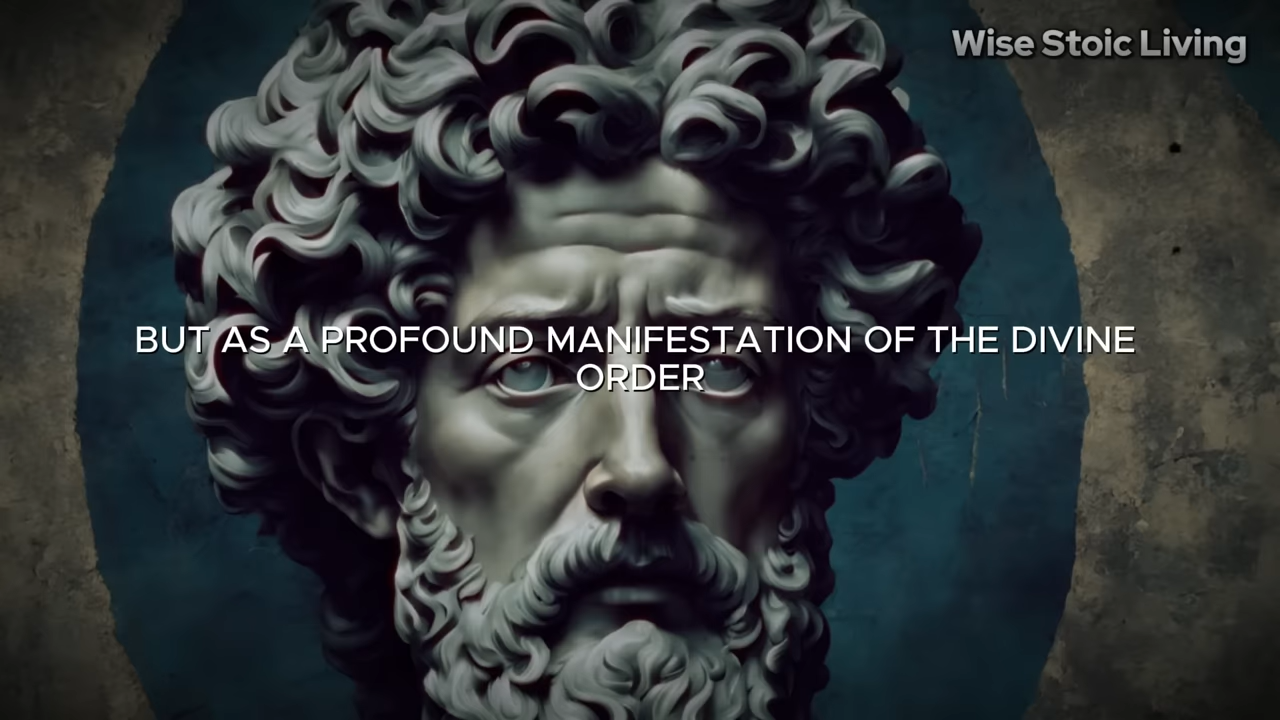 Wise Stoic Living
BUT AS A PROFOUND MANIFESTATION OF THE DIVINE
ORDER